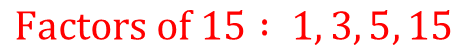 Factors of 15 : 1, 3, 5, 15